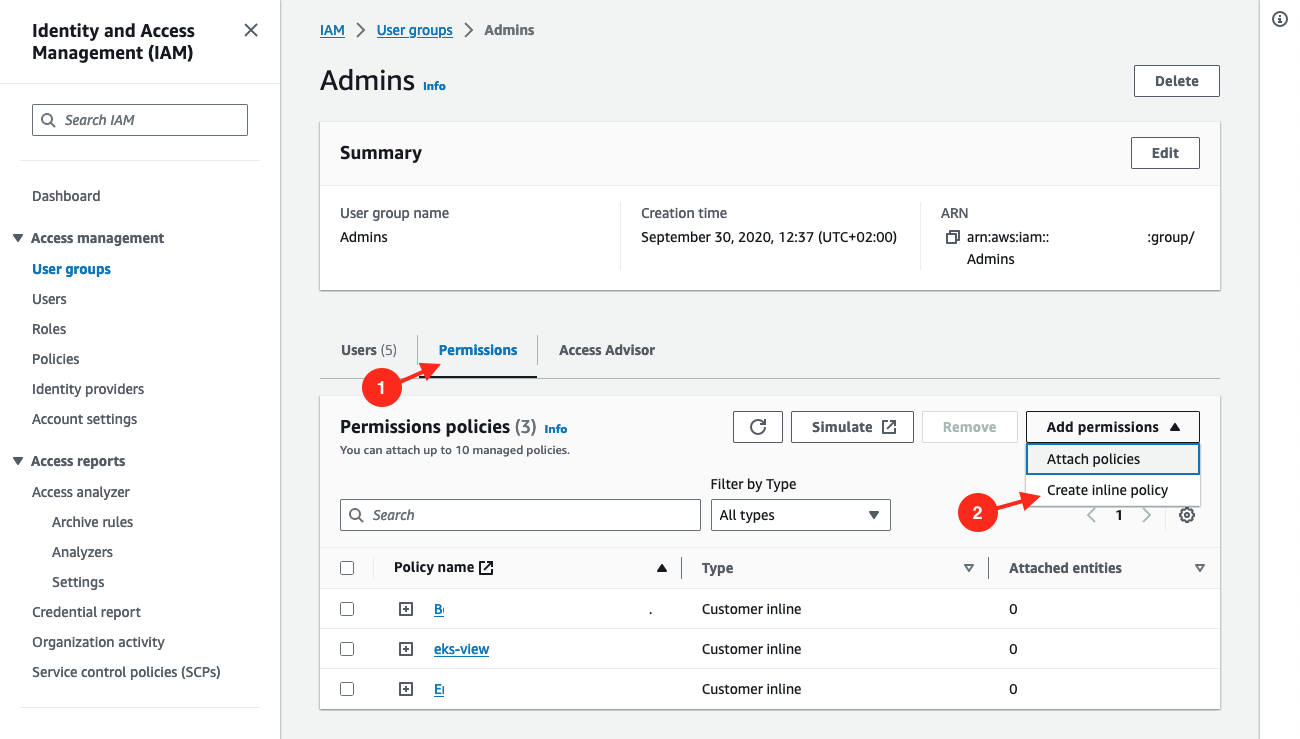 Identity and Access
Management (IAM)
Search IAM
Dashboard
Access management
User groups
Users
Roles
Policies
Identity providers
Account settings
Access reports
Access analyzer
Archive rules
Analyzers
Settings
Credential report
Organization activity
Service control policies (SCPs)
IAM > User groups > Admins
Admins Info
Delete
Summary
Edit
User group name
Admins
Creation time
September 30, 2020, 12:37 (UTC+02:00)
ARN
arn:aws:iam:: :group/
Admins
Users (5)
Permissions
Access Advisor
1
Permissions policies (3) Info
You can attach up to 10 managed policies.
Simulate
Remove
Add permissions
Attach policies
Create inline policy
2
Filter by Type
Search
All types
1
Policy name Type Attached entities
Customer inline 0
eks-view Customer inline 0
Customer inline 0